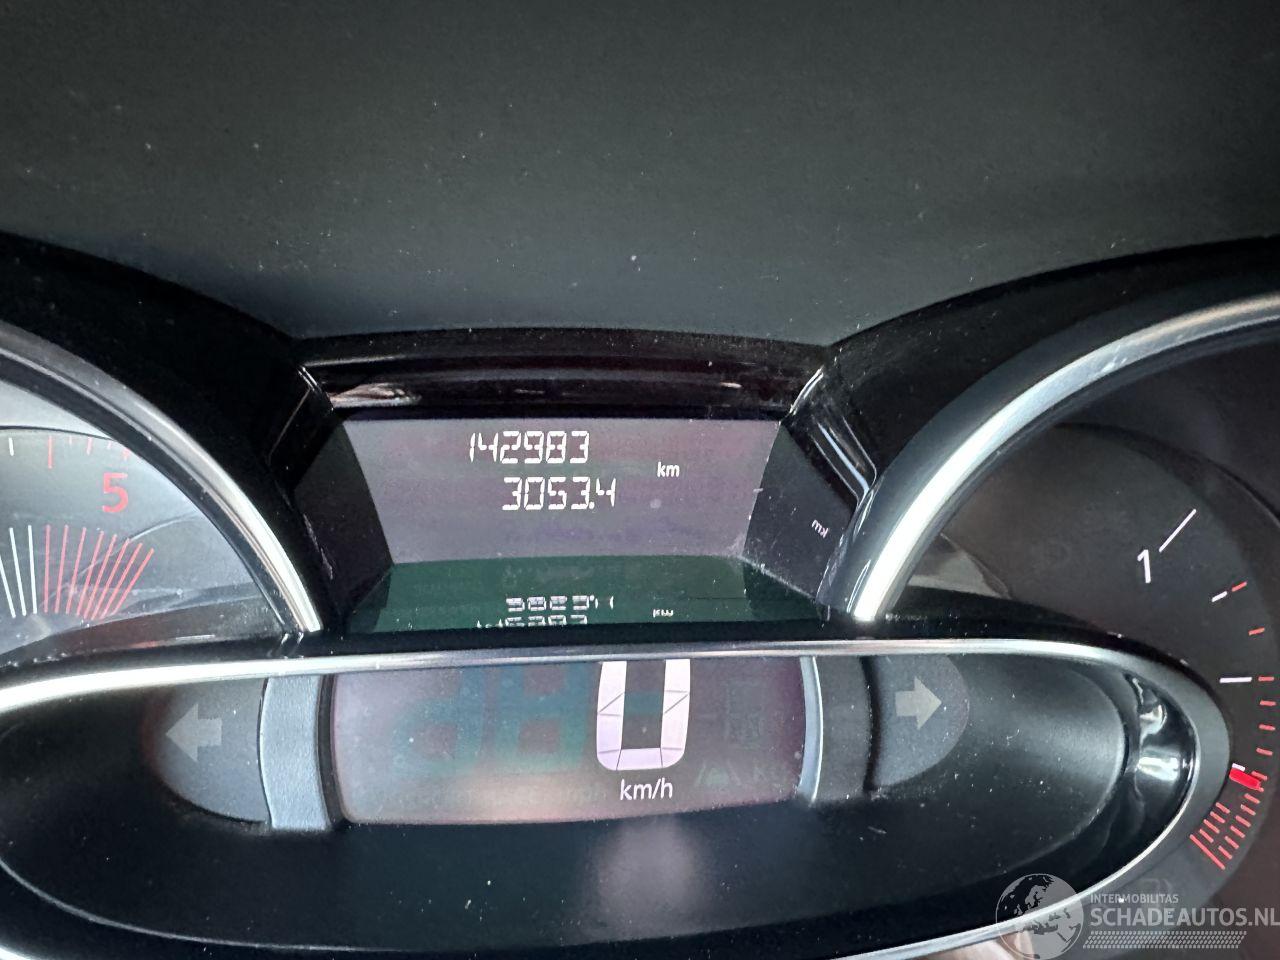 142983
km
3053.4
5
1
0
km/h
INTERMOBILITAS
SCHADEAUTOS.NL